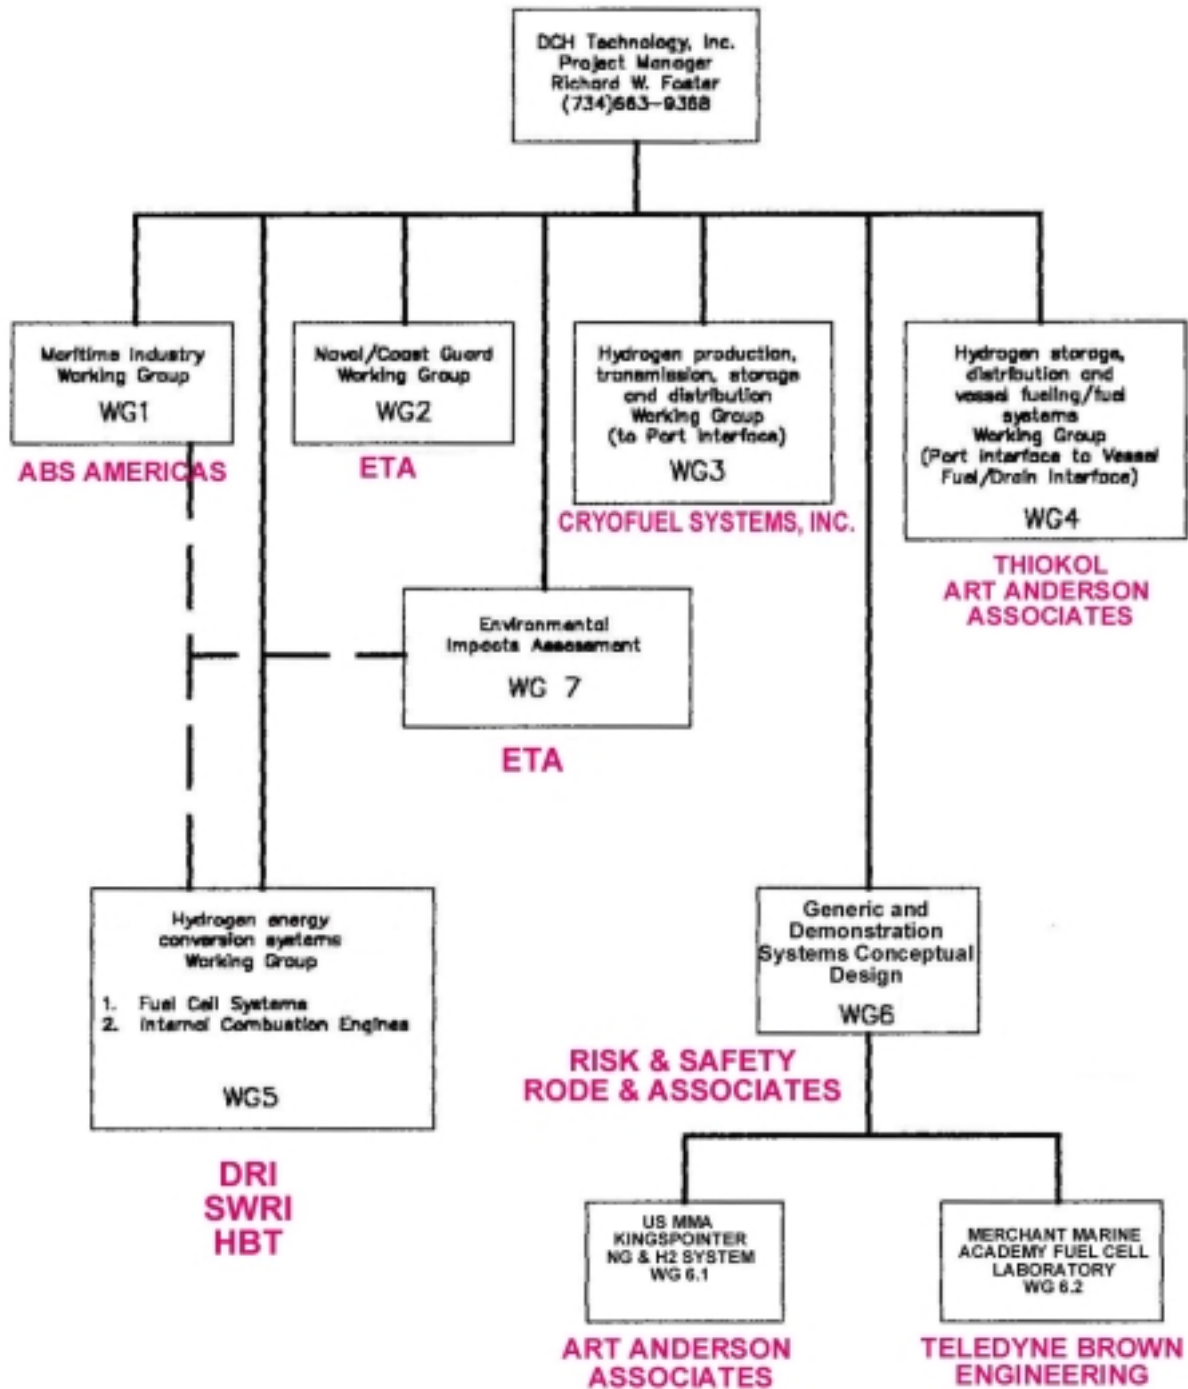 DCH Technology, Inc.
Project Manager
Richard W. Foster
(734)663-9368
Maritime Industry
Working Group
WG1
ABS AMERICAS
Naval/Coast Guard
Working Group
WG2
ETA
Hydrogen production,
transmission, storage
and distribution
Working Group
(to Port interface)
WG3
CRYOFUEL SYSTEMS, INC.
Hydrogen storage,
distribution and
vessel fueling/fuel
systems
Working Group
(Port interface to Vessel
Fuel/Drain interface)
WG4
THIOKOL
ART ANDERSON
ASSOCIATES
Environmental
Impacts Assessment
WG 7
ETA
Hydrogen energy
conversion systems
Working Group
1. Fuel Cell Systems
2. Internal Combustion Engines
WG5
DRI
SWRI
HBT
Generic and
Demonstration
Systems Conceptual
Design
WG6
RISK & SAFETY
RODE & ASSOCIATES
US MMA
KINGSPOINTER
NG & H2 SYSTEM
WG 6.1
ART ANDERSON
ASSOCIATES
MERCHANT MARINE
ACADEMY FUEL CELL
LABORATORY
WG 6.2
TELEDYNE BROWN
ENGINEERING